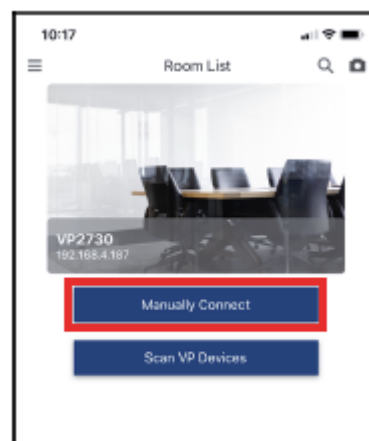 10:17
Room List
VP2730
192.168.4.187
Manually Connect
Scan VP Devices